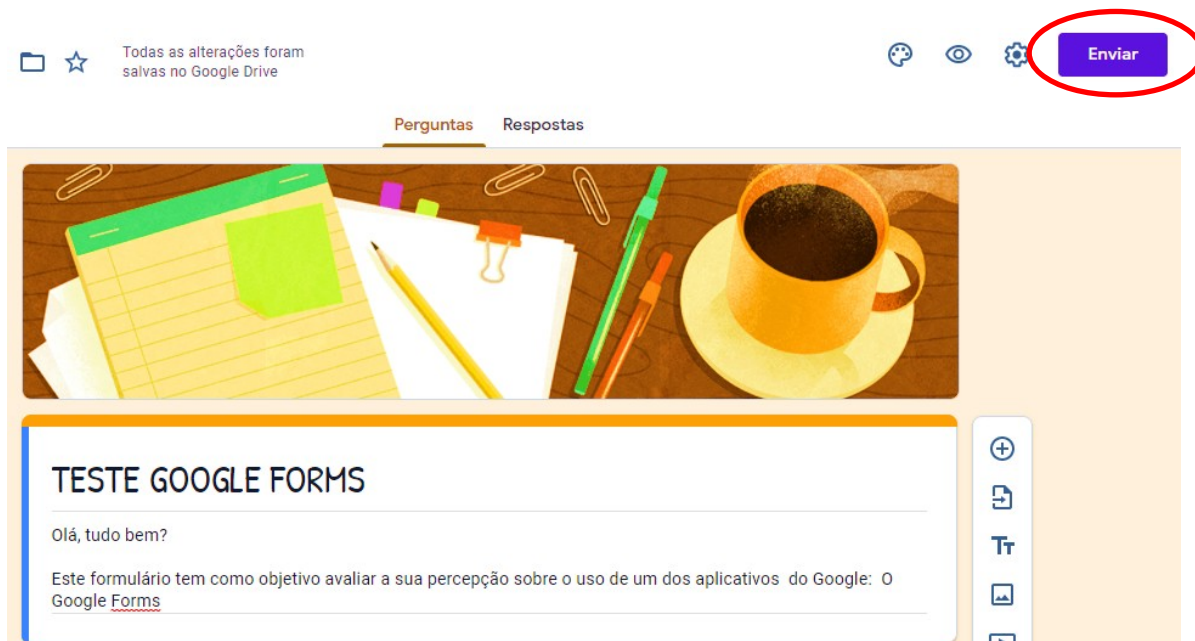 Todas as alterações foram
salvas no Google Drive
Enviar
Perguntas Respostas
TESTE GOOGLE FORMS
Olá, tudo bem?
Este formulário tem como objetivo avaliar a sua percepção sobre o uso de um dos aplicativos do Google: O
Google Forms
Tт